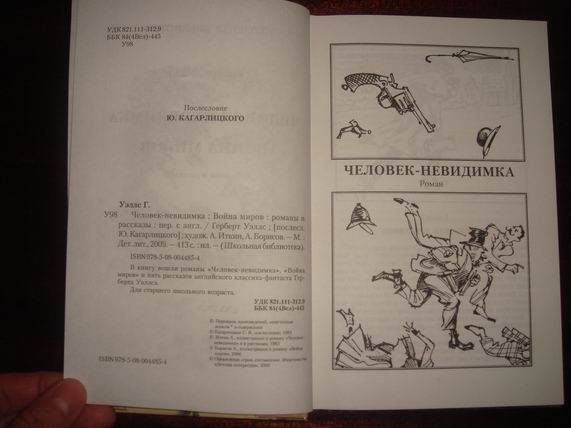 УДК 821.111-312.9
ББК 84(4Вел)-445
У98
Послесловие
Ю. КАГАРЛИЦКОГО
Уэллс Г.
У98 Человек-невидимка : Война миров : романы и
рассказы : пер. с англ. / Герберт Уэллс ; [послесл.
Ю. Кагарлицкого] ; худож. А. Иткин, А. Борисов. — М. :
Дет. лит., 2009. — 413 с. : ил — (Школьная библиотека).
ISBN 978-5-08-004485-4
В книгу вошли романы «Человек-невидимка», «Война
миров» и пять рассказов английского классика-фантаста Гер-
берта Уэллса.
Для старшего школьного возраста.
УДК 821.111-312.9
ББК 84(4Вел)-445
ISBN 978-5-08-004485-4
ЧЕЛОВЕК-НЕВИДИМКА
Роман